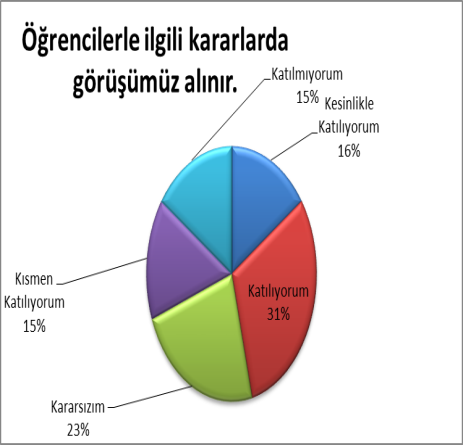 Öğrencilerle ilgili kararlarda
görüşümüz alınır.
Katılmıyorum
15%
Kesinlikle
Katılıyorum
16%
Katılıyorum
31%
Kısmen
Katılıyorum
15%
Kararsızım
23%